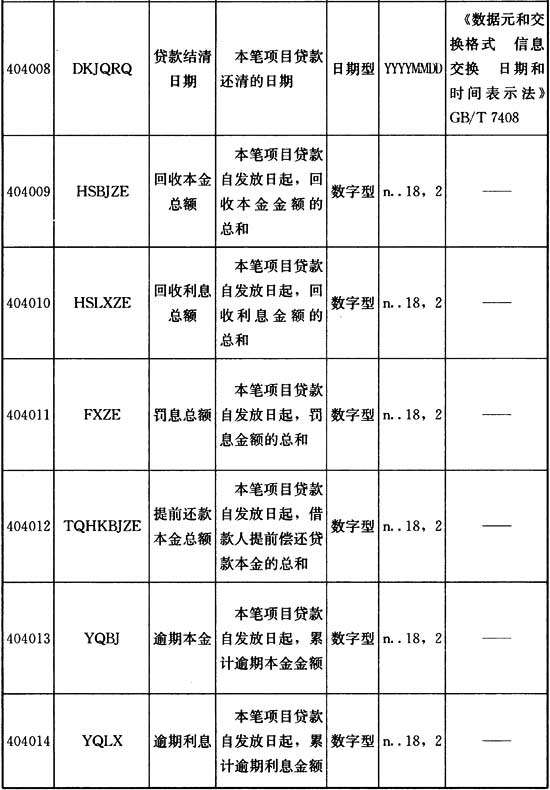 404008
DKJQRQ
贷款结清
日期
本笔项目贷款
还清的日期
日期型
YYYYMMDD
《数据元和交
换格式 信息
交换 日期和
时间表示法》
GB/T 7408
404009
HSBJZE
回收本金
总额
本笔项目贷款
自发放日起，回
收本金金额的
总和
数字型
n..18，2
——
404010
HSLXZE
回收利息
总额
本笔项目贷款
自发放日起，回
收利息金额的
总和
数字型
n..18，2
——
404011
FXZE
罚息总额
本笔项目贷款
自发放日起，罚
息金额的总和
数字型
n..18，2
——
404012
TQHKBJZE
提前还款
本金总额
本笔项目贷款
自发放日起，借
款人提前偿还贷
款本金的总和
数字型
n..18，2
——
404013
YQBJ
逾期本金
本笔项目贷款
自发放日起，累
计逾期本金金额
数字型
n..18，2
——
404014
YQLX
逾期利息
本笔项目贷款
自发放日起，累
计逾期利息金额
数字型
n..18，2
——